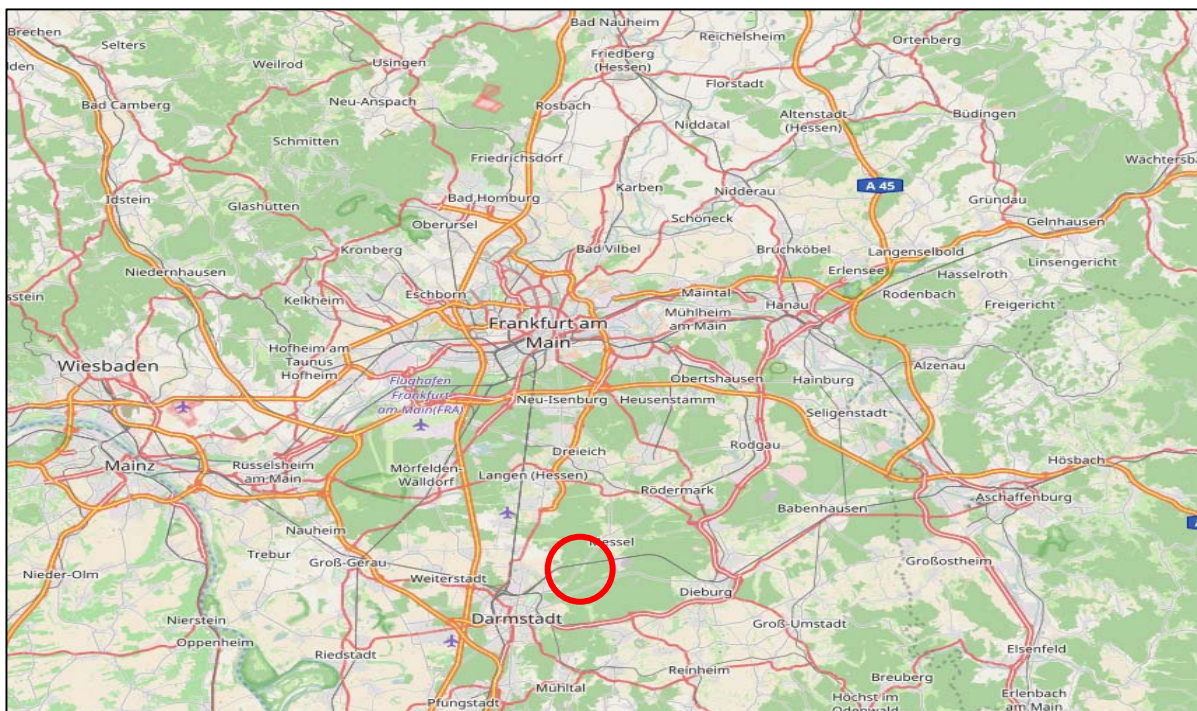 Bad Nauheim
Brechen
Selters
Reichelsheim
Ortenberg
Weilrod
Usingen
Friedberg
(Hessen)
Florstadt
Bad Camberg
Neu-Anspach
Rosbach
Altenstadt
(Hessen)
Büdingen
Niddatal
Schmitten
Friedrichsdorf
Karben
Nidderau
A 45
Idstein
Glashütten
Bad Homburg
Oberursel
Schöneck
Gründau
Gelnhausen
Kronberg
Bad Vilbel
Bruchköbel
Langenselbold
Linsengericht
Niedernhausen
Erlensee
Hasselroth
Kelkheim
Eschborn
Maintal
Hanau
Rodenbach
Freigericht
Frankfurt am
Main
Mühlheim
am Main
Hofheim am
Taunus
Hofheim
Wiesbaden
Flughafen
Frankfurt
am-Main(FRA)
Obertshausen
Hainburg
Alzenau
Neu-Isenburg
Heusenstamm
Seligenstadt
Mainz
Rüsselsheim
am Main
Mörfelden-
Walldorf
Dreieich
Langen (Hessen)
Rodgau
Rödermark
Hösbach
Aschaffenburg
Babenhausen
Nauheim
Trebur
Groß-Gerau
Nieder-Olm
Weiterstadt
Dieburg
Großostheim
Nierstein
Oppenheim
Darmstadt
Groß-Umstadt
Riedstadt
Reinheim
Elsenfeld
Mühltal
Breuberg
Pfungstadt
Höchst im
Erlenbach
am Main